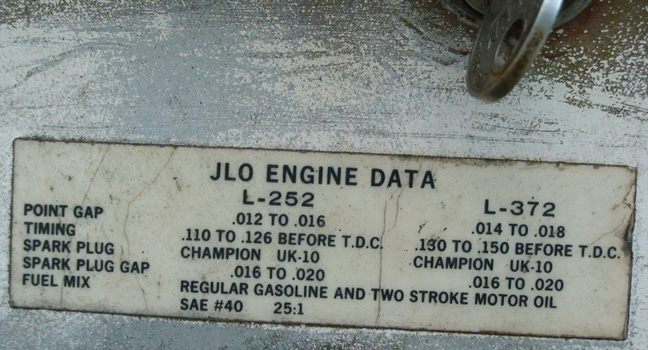 JLO ENGINE DATA
L-252 L-372
POINT GAP .012 TO .016 .014 TO .018
TIMING .110 TO .126 BEFORE T.D.C. .130 TO .150 BEFORE T.D.C.
SPARK PLUG CHAMPION UK-10 CHAMPION UK-10
SPARK PLUG GAP .016 TO .020 .016 TO .020
FUEL MIX REGULAR GASOLINE AND TWO STROKE MOTOR OIL
SAE #40 25:1